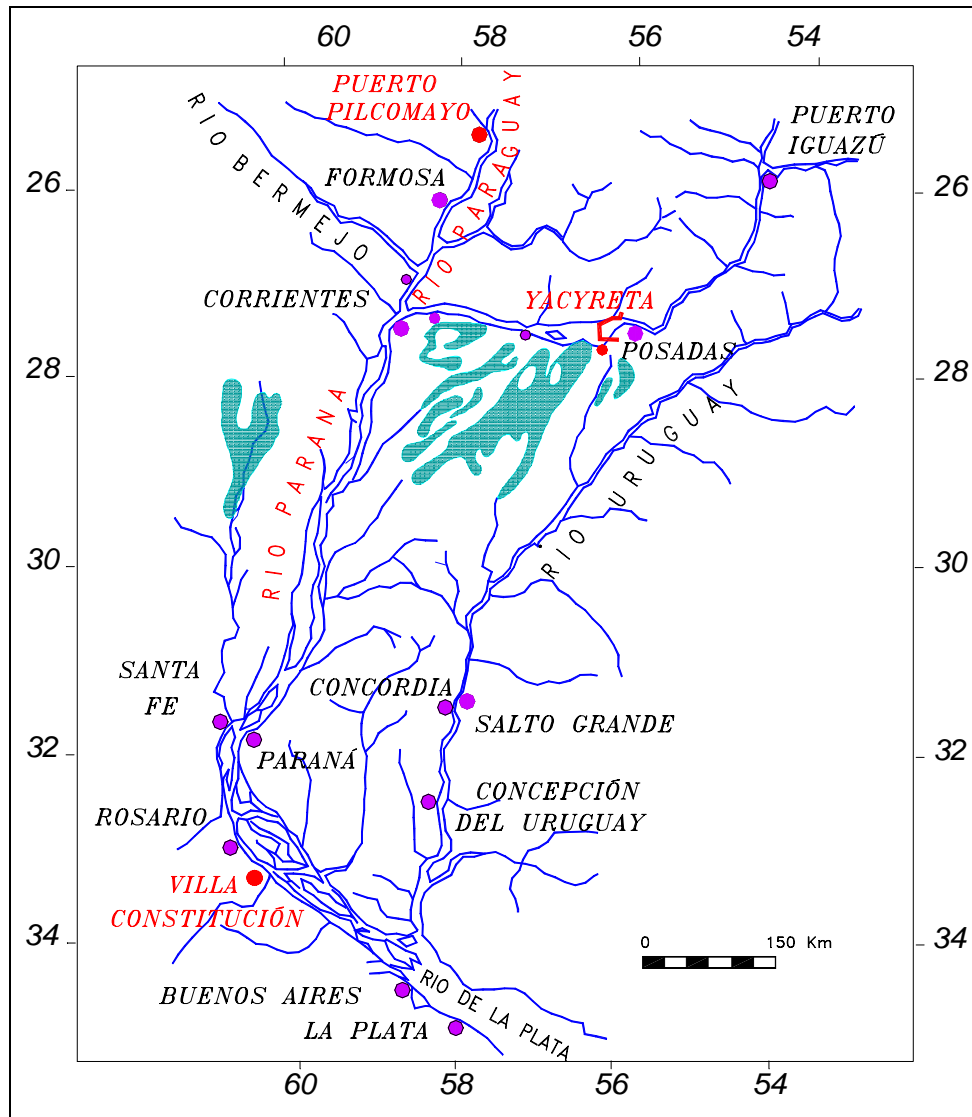 60 58 56 54
PUERTO
PILCOMAYO
PUERTO
IGUAZÚ
RIO BERMEJO
RIO PARAGUAY
FORMOSA
26 26
CORRIENTES
YACYRETA
POSADAS
28 28
RIO PARANA
RIO URUGUAY
30 30
SANTA
FE
CONCORDIA
SALTO GRANDE
32 32
PARANÁ
CONCEPCIÓN
DEL URUGUAY
ROSARIO
VILLA
CONSTITUCIÓN
34 34
0 150 Km
BUENOS AIRES
RIO DE LA PLATA
LA PLATA
60 58 56 54